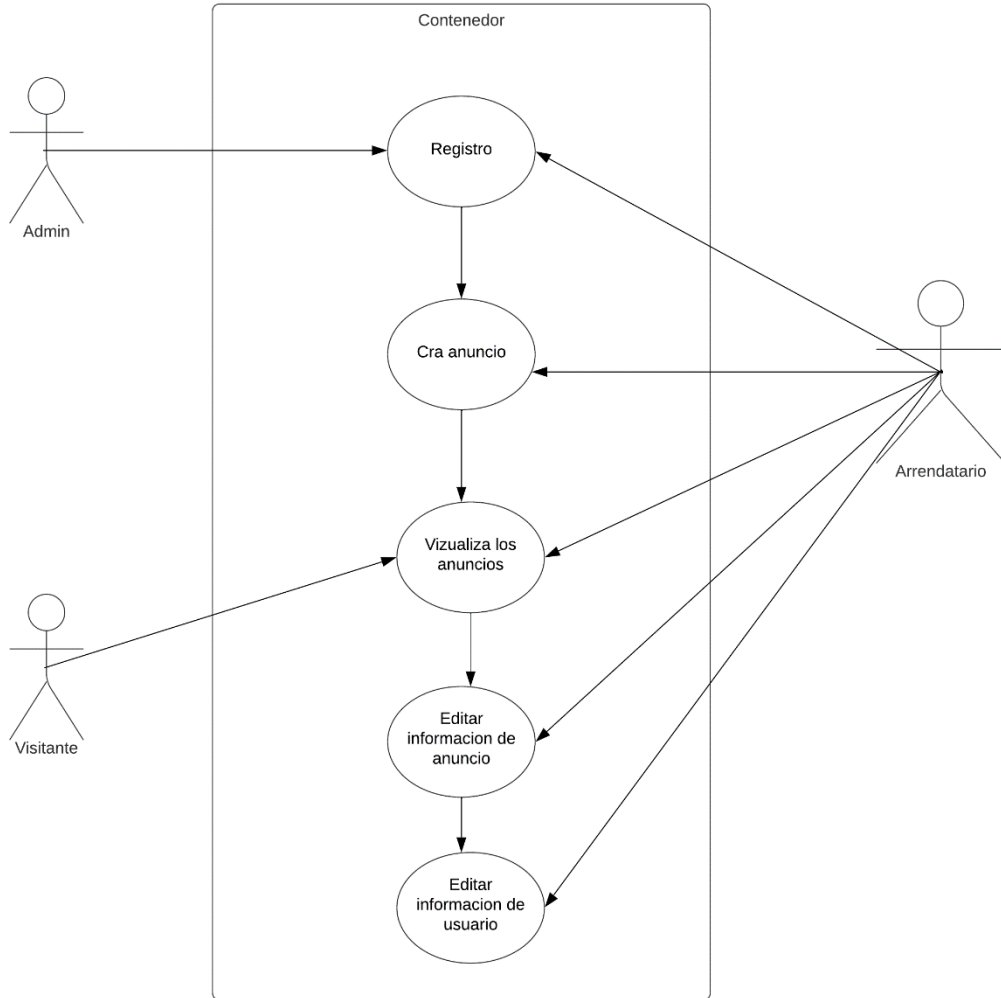 Contenedor
Registro
Admin
Cra anuncio
Arrendatario
Vizualiza los
anuncios
Visitante
Editar
informacion de
anuncio
Editar
informacion de
usuario